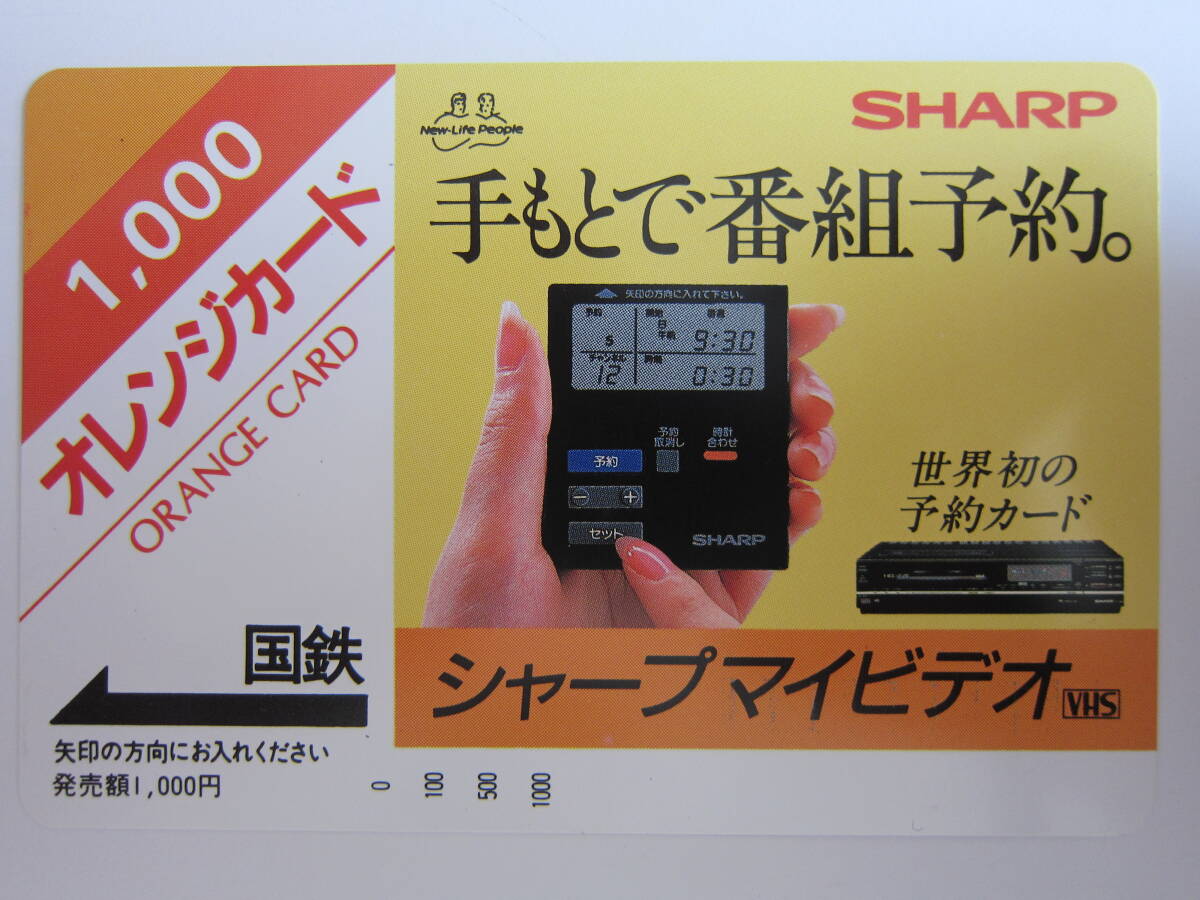 1,000
オレンジカード
ORANGE CARD
国鉄
矢印の方向にお入れください
発売額1,000円
0 100 500 1000
New-Life People
SHARP
手もとで番組予約。
矢印の方向に入れて下さい。
予約 開始 番号
日
午前 9:30
5
チャンネル
12 0:30
予約取消し
時計合わせ
予約
− +
セット
SHARP
世界初の
予約カード
SHARP
シャープマイビデオ VHS